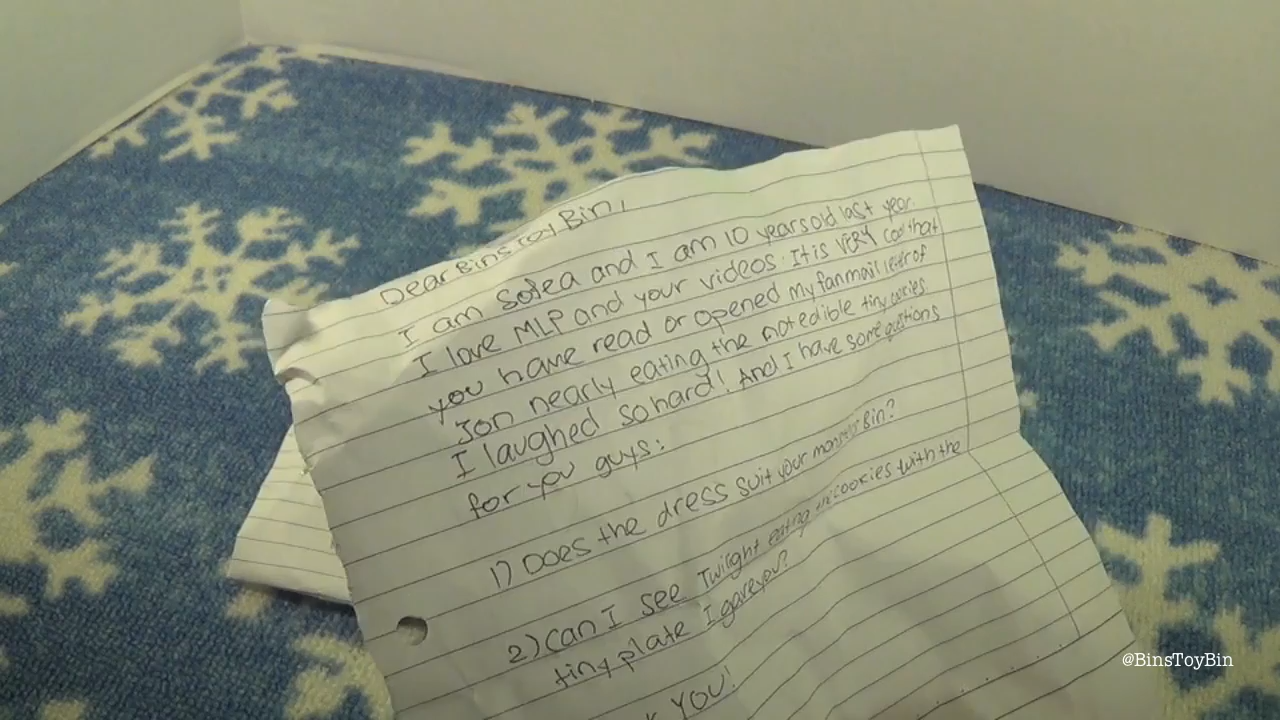 Dear Bins Toy Bin,
I am Sofea and I am 10 years old last year.
I love MLP and your videos. It is VERY cool that
you have read or opened my fanmail letter of
Jon nearly eating the not edible tiny cookies.
I laughed so hard! And I have some questions
for you guys:
1) Does the dress suit your monster Bin?
2) Can I see Twilight eating cookies with the
tiny plate I gave you?
YOU!
@BinsToyBin